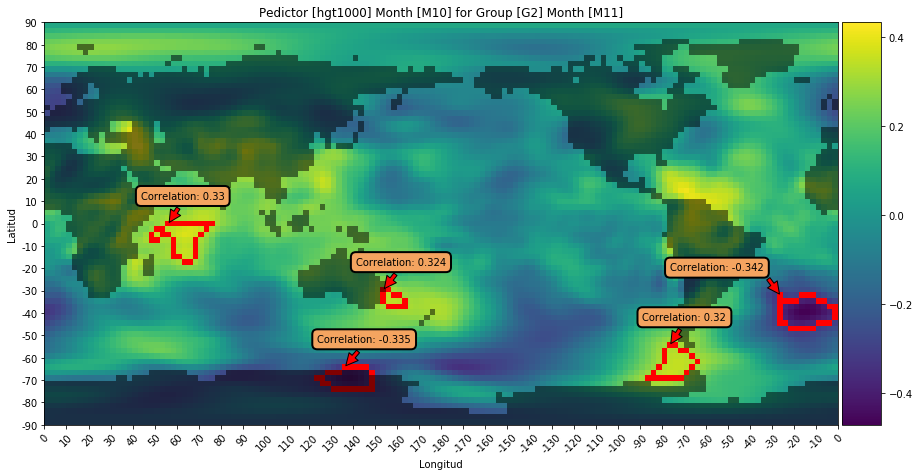 Pedictor [hgt1000] Month [M10] for Group [G2] Month [M11]
90
80
70
60
50
40
30
20
10
0
-10
-20
-30
-40
-50
-60
-70
-80
-90
Latitud
Correlation: 0.33
Correlation: 0.324
Correlation: -0.342
Correlation: 0.32
Correlation: -0.335
0 10 20 30 40 50 60 70 80 90 100 110 120 130 140 150 160 170 180 -170 -160 -150 -140 -130 -120 -110 -100 -90 -80 -70 -60 -50 -40 -30 -20 -10 0
Longitud
0.4
0.2
0.0
-0.2
-0.4